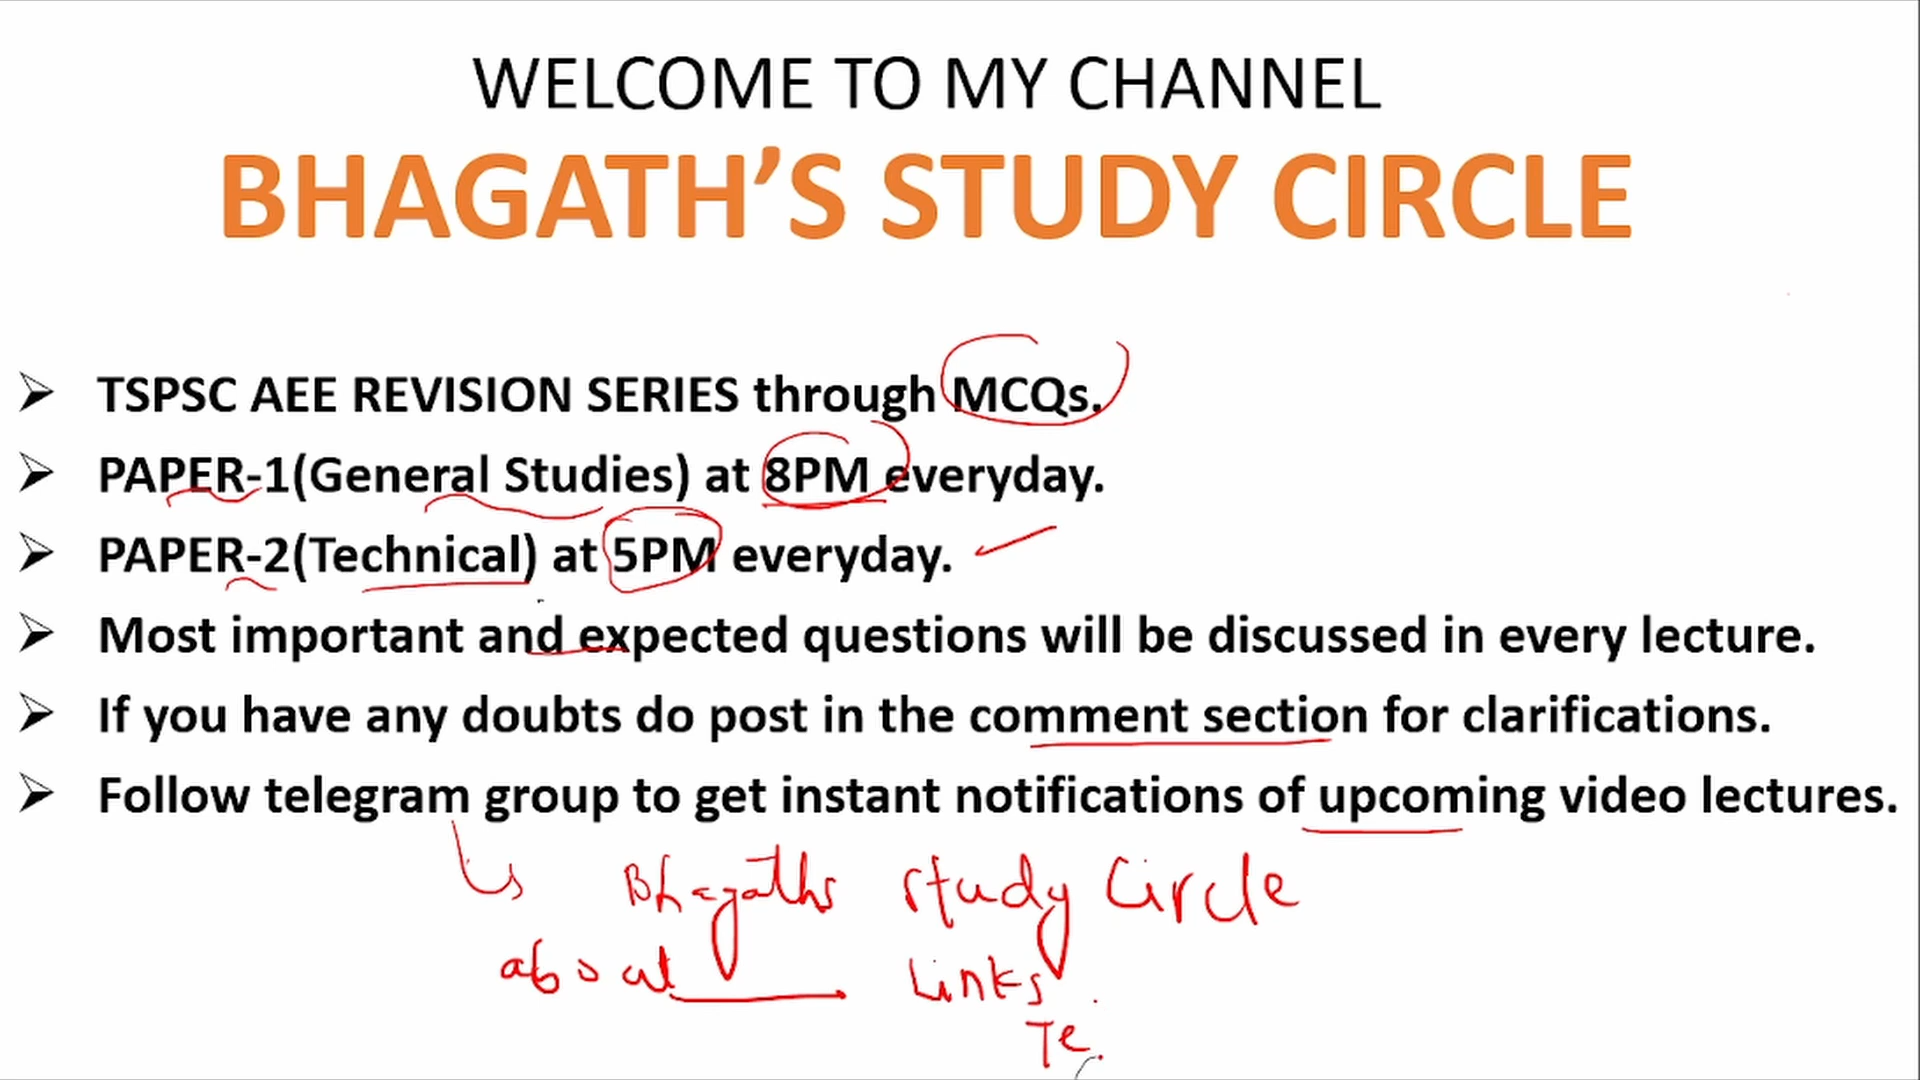 WELCOME TO MY CHANNEL
BHAGATH’S STUDY CIRCLE
➢ TSPSC AEE REVISION SERIES through MCQs.
➢ PAPER-1(General Studies) at 8PM everyday.
➢ PAPER-2(Technical) at 5PM everyday.
➢ Most important and expected questions will be discussed in every lecture.
➢ If you have any doubts do post in the comment section for clarifications.
➢ Follow telegram group to get instant notifications of upcoming video lectures.
Bhagaths study Circle
about Links
Te